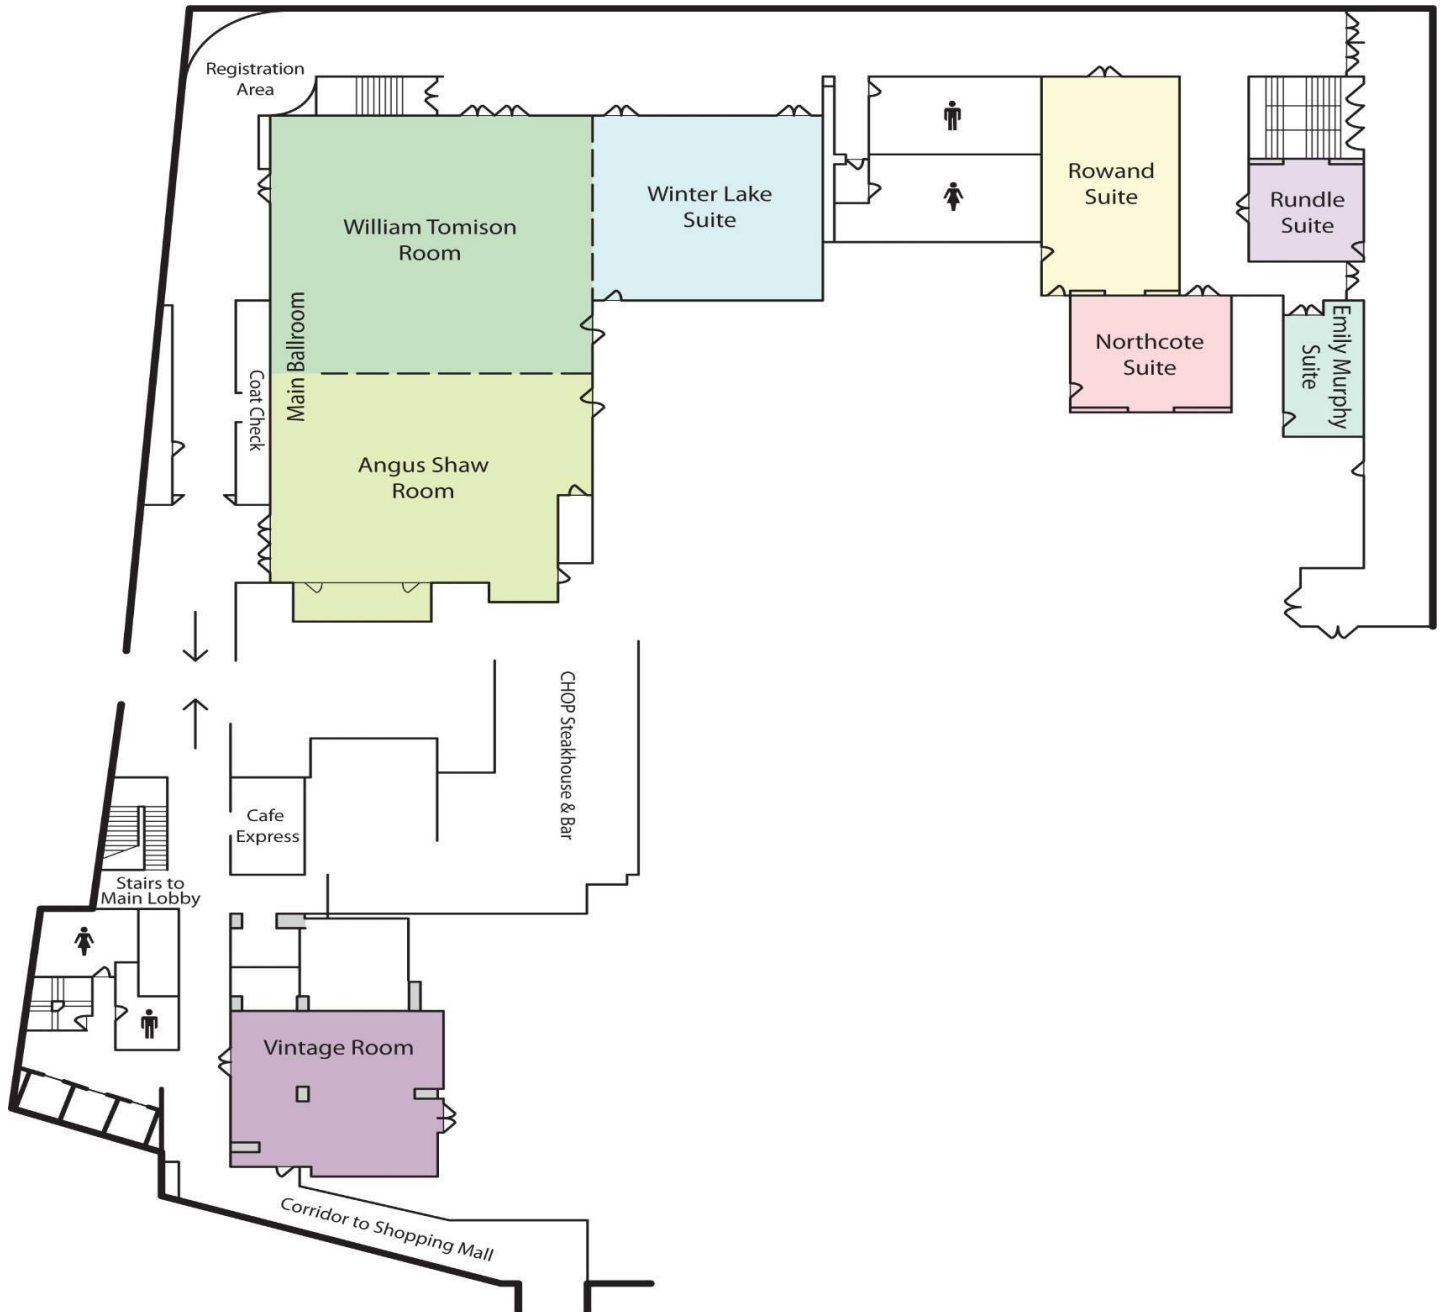 Registration
Area
William Tomison
Room
Winter Lake
Suite
Rowand
Suite
Rundle
Suite
Main Ballroom
Northcote
Suite
Emily Murphy
Suite
Coat Check
Angus Shaw
Room
CHOP Steakhouse & Bar
Cafe
Express
Stairs to
Main Lobby
Vintage Room
Corridor to Shopping Mall